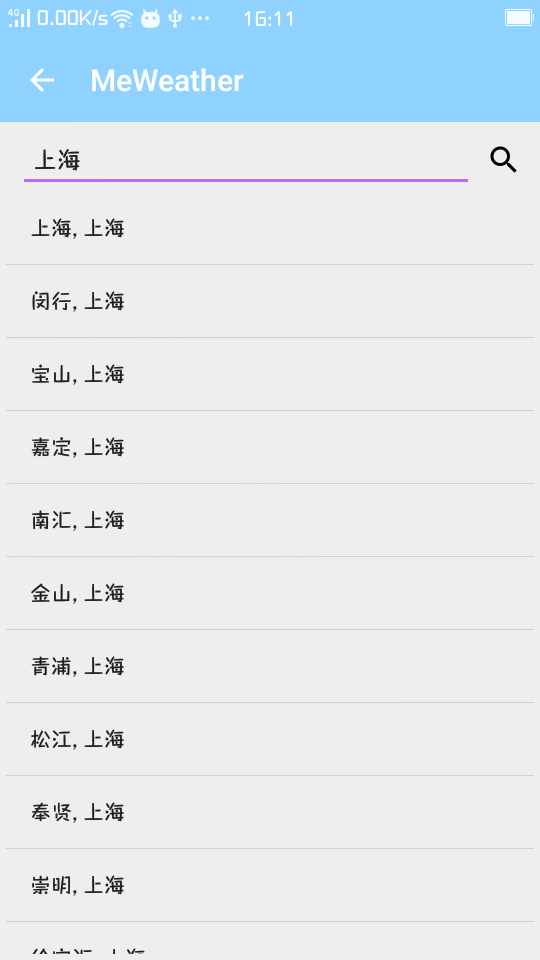 4G 0.00K/s 16:11
MeWeather
上海
上海, 上海
闵行, 上海
宝山, 上海
嘉定, 上海
南汇, 上海
金山, 上海
青浦, 上海
松江, 上海
奉贤, 上海
崇明, 上海